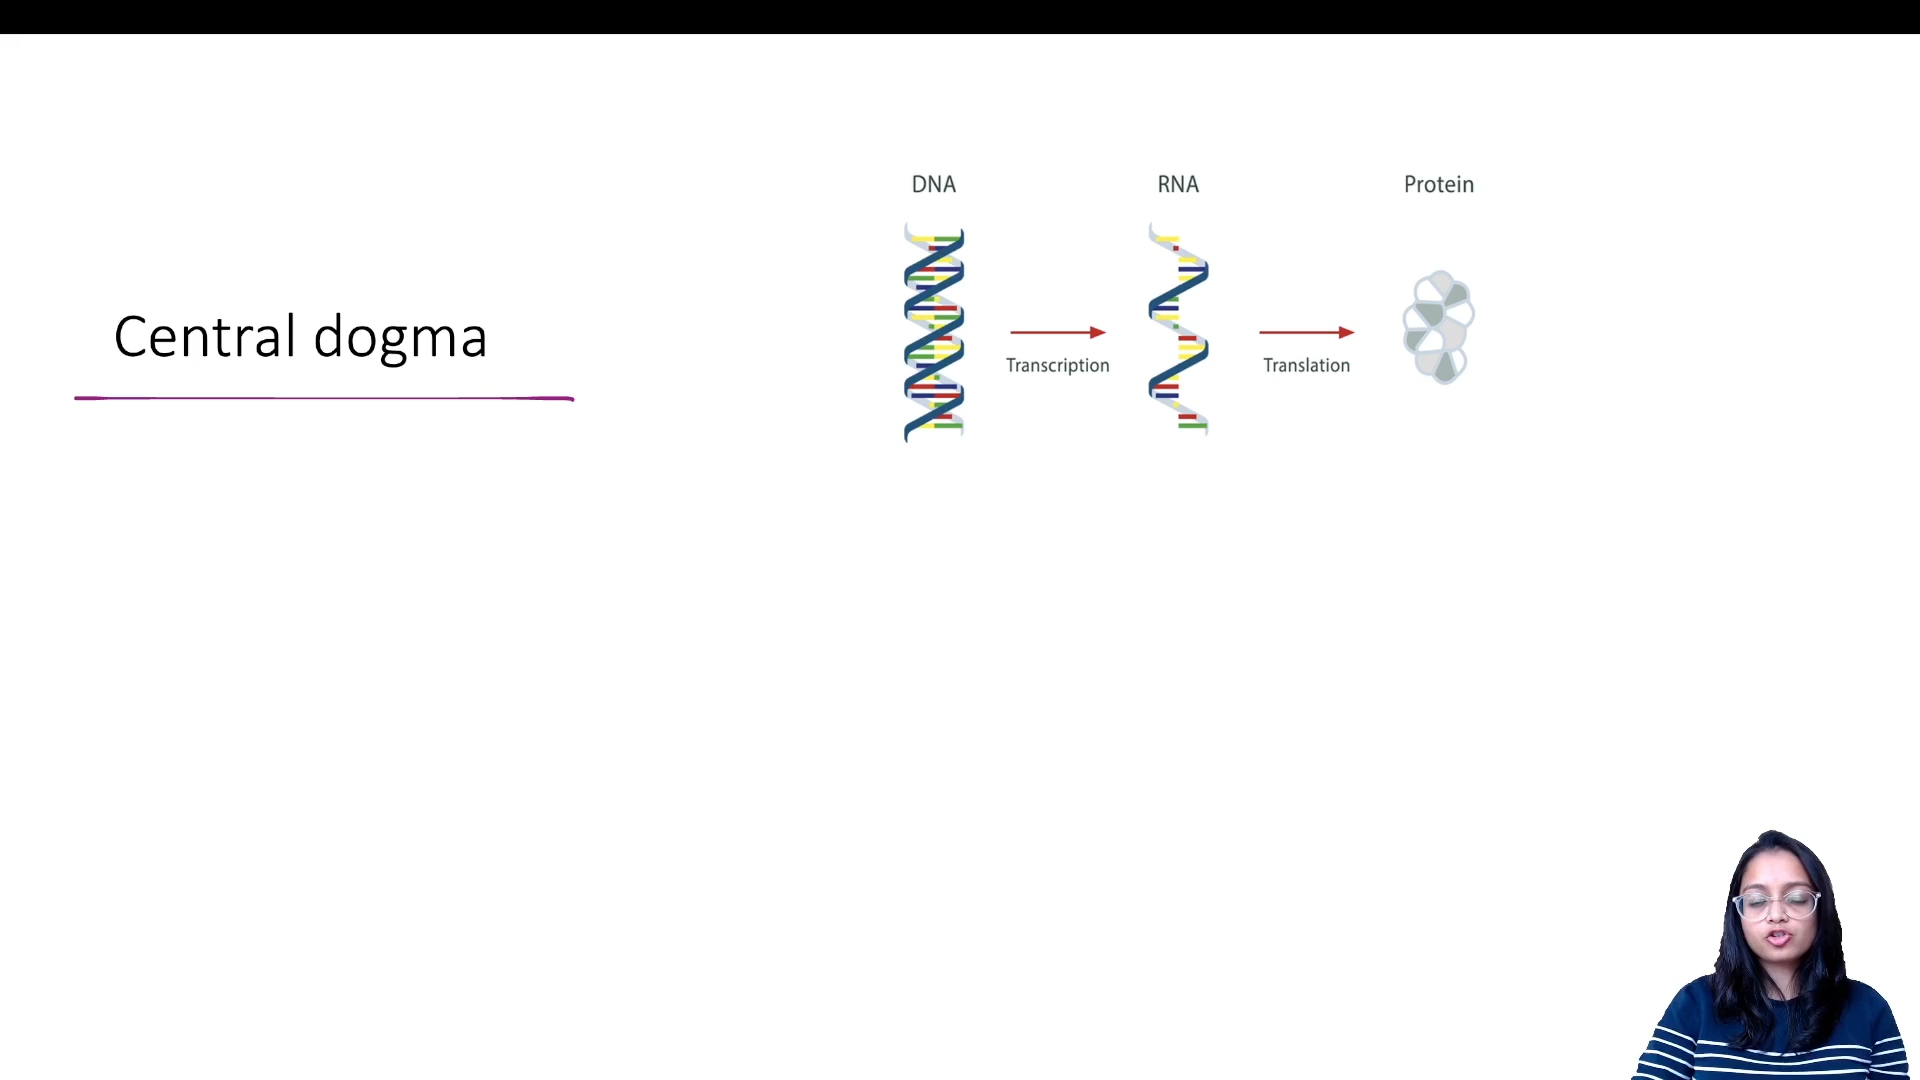 Central dogma
DNA
RNA
Protein
Transcription
Translation